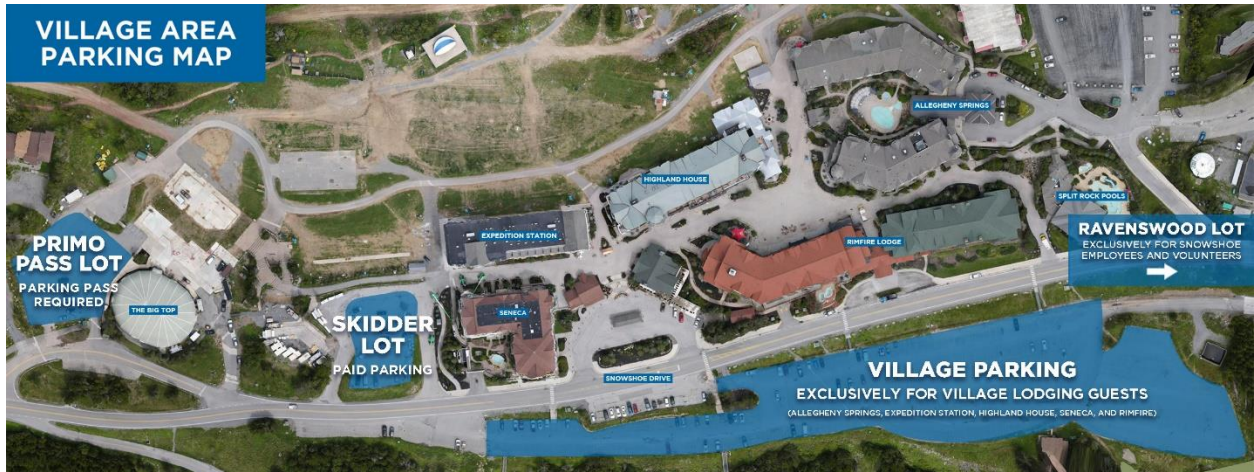 VILLAGE AREA
PARKING MAP
ALLEGHENY SPRINGS
HIGHLAND HOUSE
SPLIT ROCK POOLS
EXPEDITION STATION
RIMFIRE LODGE
RAVENSWOOD LOT
EXCLUSIVELY FOR SNOWSHOE
EMPLOYEES AND VOLUNTEERS
PRIMO
PASS LOT
PARKING PASS
REQUIRED
THE BIG TOP
SKIDDER
LOT
PAID PARKING
SENECA
SNOWSHOE DRIVE
VILLAGE PARKING
EXCLUSIVELY FOR VILLAGE LODGING GUESTS
(ALLEGHENY SPRINGS, EXPEDITION STATION, HIGHLAND HOUSE, SENECA, AND RIMFIRE)